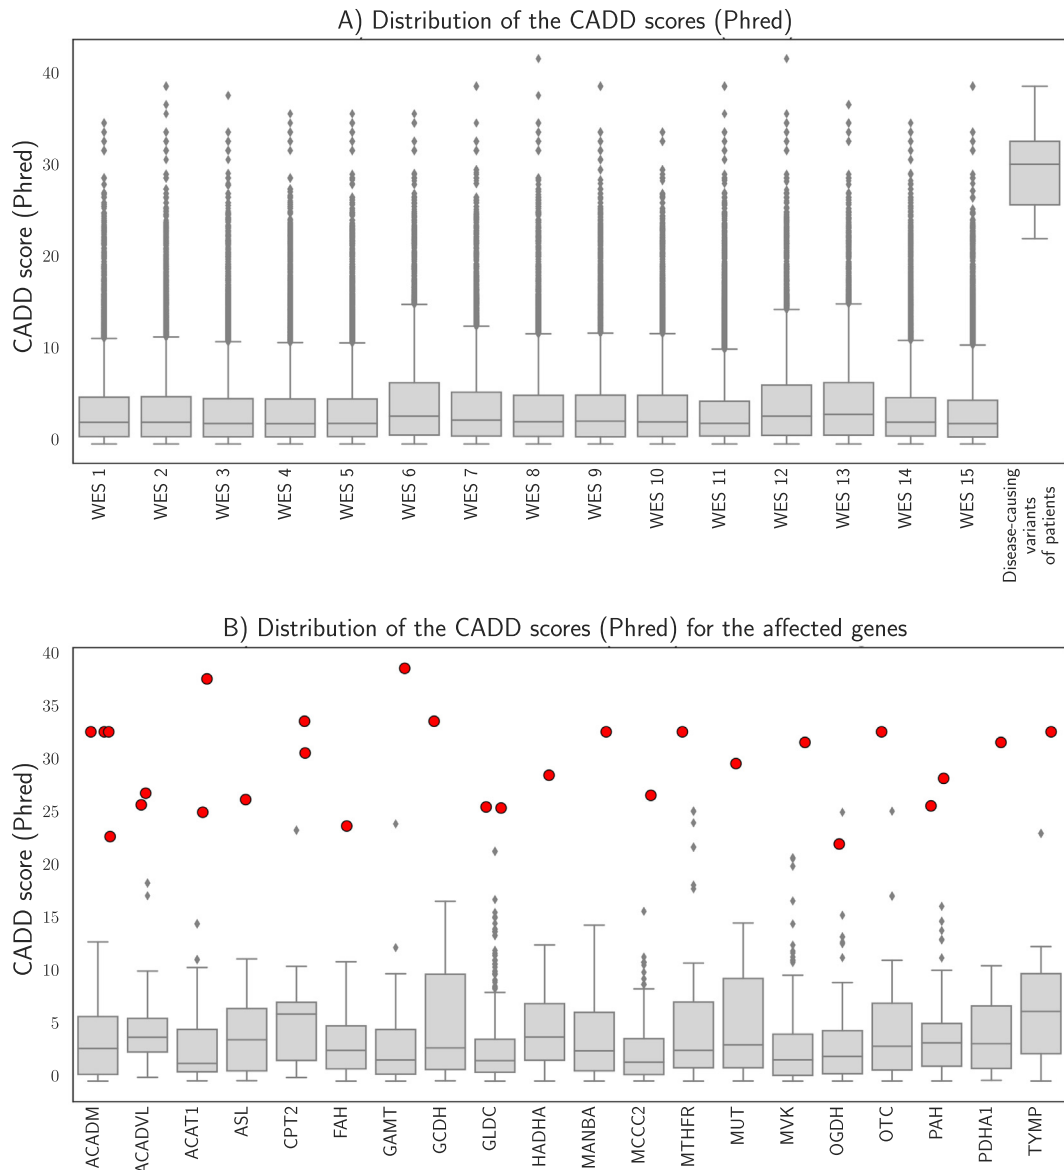 A) Distribution of the CADD scores (Phred)
CADD score (Phred)
40
30
20
10
0
WES 1
WES 2
WES 3
WES 4
WES 5
WES 6
WES 7
WES 8
WES 9
WES 10
WES 11
WES 12
WES 13
WES 14
WES 15
Disease-causing
variants
of patients
B) Distribution of the CADD scores (Phred) for the affected genes
CADD score (Phred)
40
35
30
25
20
15
10
5
0
ACADM
ACADVL
ACAT1
ASL
CPT2
FAH
GAMT
GCDH
GLDC
HADHA
MANBA
MCCC2
MTHFR
MUT
MVK
OGDH
OTC
PAH
PDHA1
TYMP